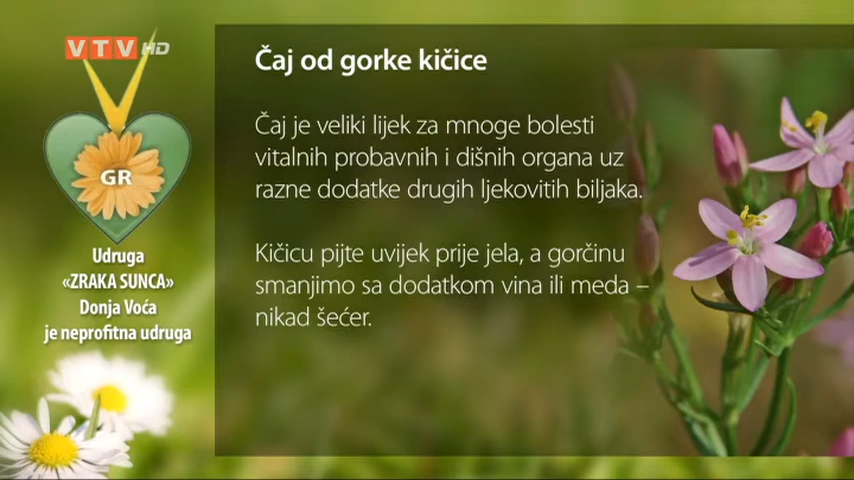 VTV HD
GR
Udruga
«ZRAKA SUNCA»
Donja Voća
je neprofitna udruga
Čaj od gorke kičice
Čaj je veliki lijek za mnoge bolesti
vitalnih probavnih i dišnih organa uz
razne dodatke drugih ljekovitih biljaka.
Kičicu pijte uvijek prije jela, a gorčinu
smanjimo sa dodatkom vina ili meda –
nikad šećer.